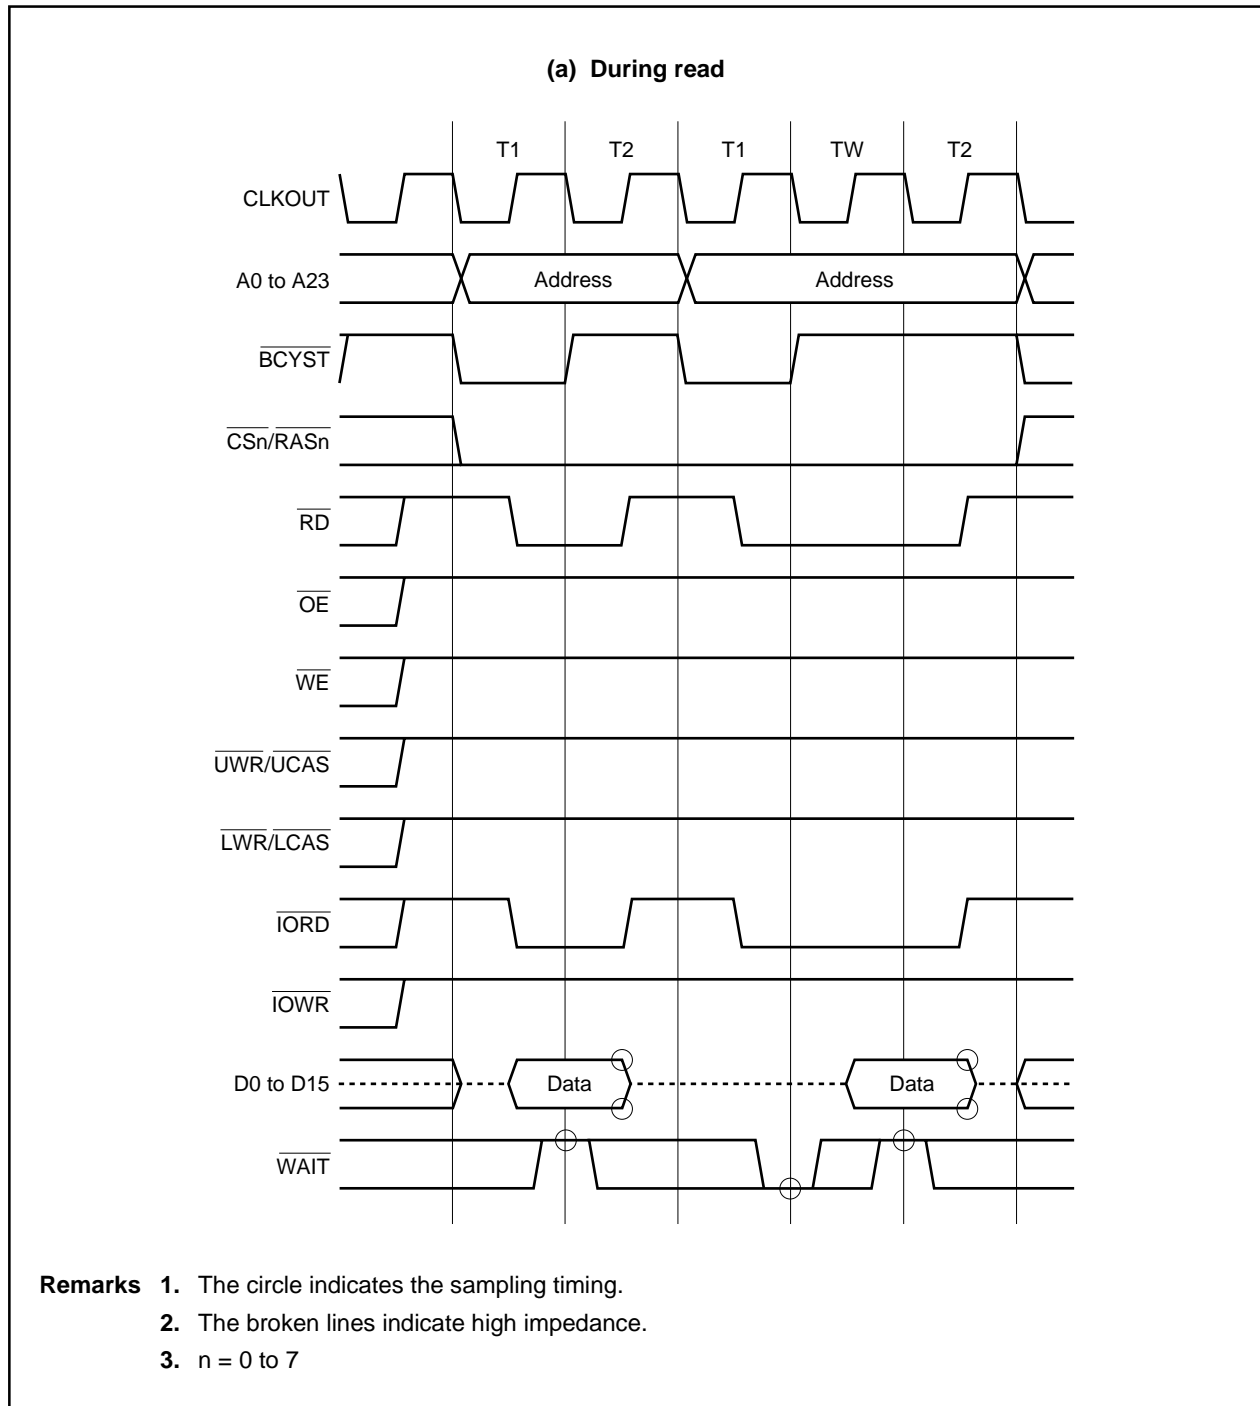 (a) During read
T1 T2 T1 TW T2
CLKOUT
A0 to A23 Address Address
BCYST
CSn/RASn
RD
OE
WE
UWR/UCAS
LWR/LCAS
IORD
IOWR
D0 to D15 Data Data
WAIT
Remarks 1. The circle indicates the sampling timing.
2. The broken lines indicate high impedance.
3. n = 0 to 7